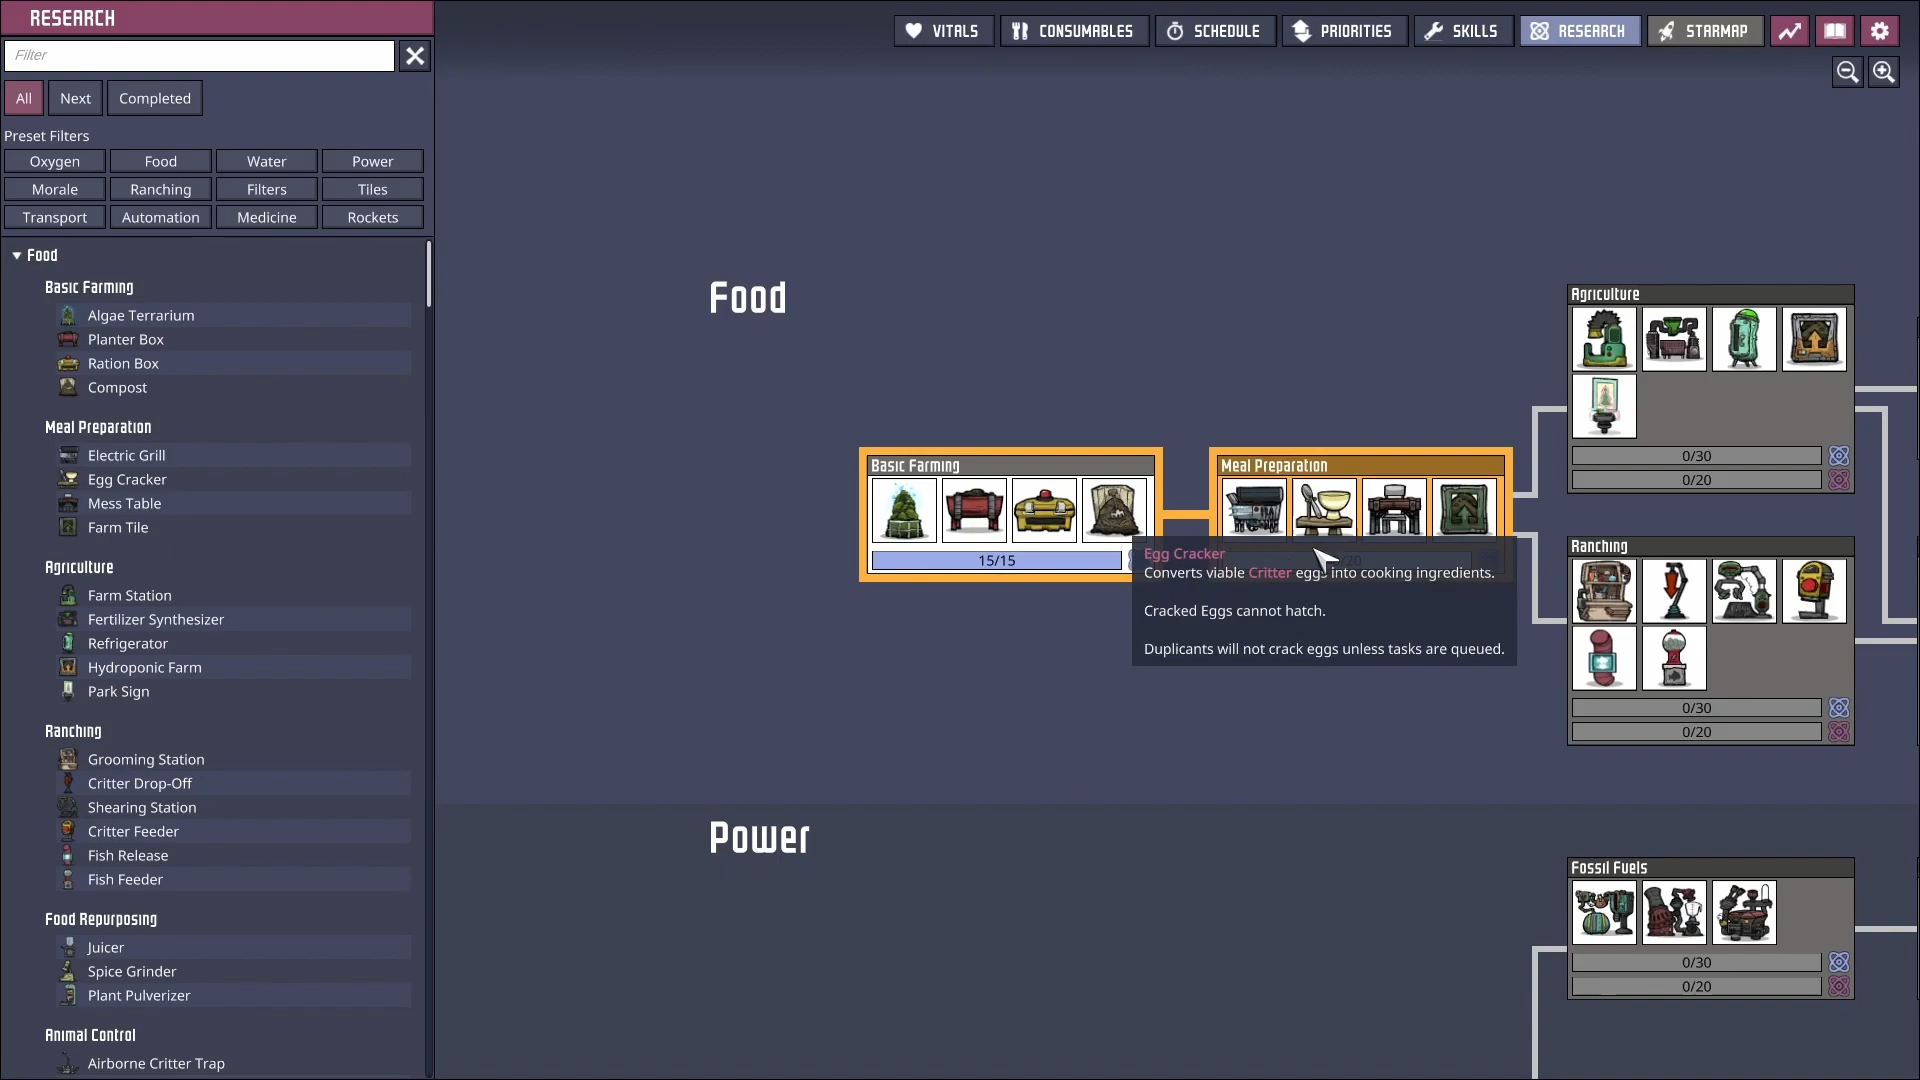 RESEARCH
VITALS
CONSUMABLES
SCHEDULE
PRIORITIES
SKILLS
RESEARCH
STARMAP
Filter
All
Next
Completed
Preset Filters
Oxygen
Food
Water
Power
Morale
Ranching
Filters
Tiles
Transport
Automation
Medicine
Rockets
Food
Basic Farming
Algae Terrarium
Planter Box
Ration Box
Compost
Meal Preparation
Electric Grill
Egg Cracker
Mess Table
Farm Tile
Agriculture
Farm Station
Fertilizer Synthesizer
Refrigerator
Hydroponic Farm
Park Sign
Ranching
Grooming Station
Critter Drop-Off
Shearing Station
Critter Feeder
Fish Release
Fish Feeder
Food Repurposing
Juicer
Spice Grinder
Plant Pulverizer
Animal Control
Airborne Critter Trap
Food
Basic Farming
15/15
Meal Preparation
Egg Cracker
Converts viable Critter eggs into cooking ingredients.
Cracked Eggs cannot hatch.
Duplicants will not crack eggs unless tasks are queued.
Agriculture
0/30
0/20
Ranching
0/30
0/20
Power
Fossil Fuels
0/30
0/20